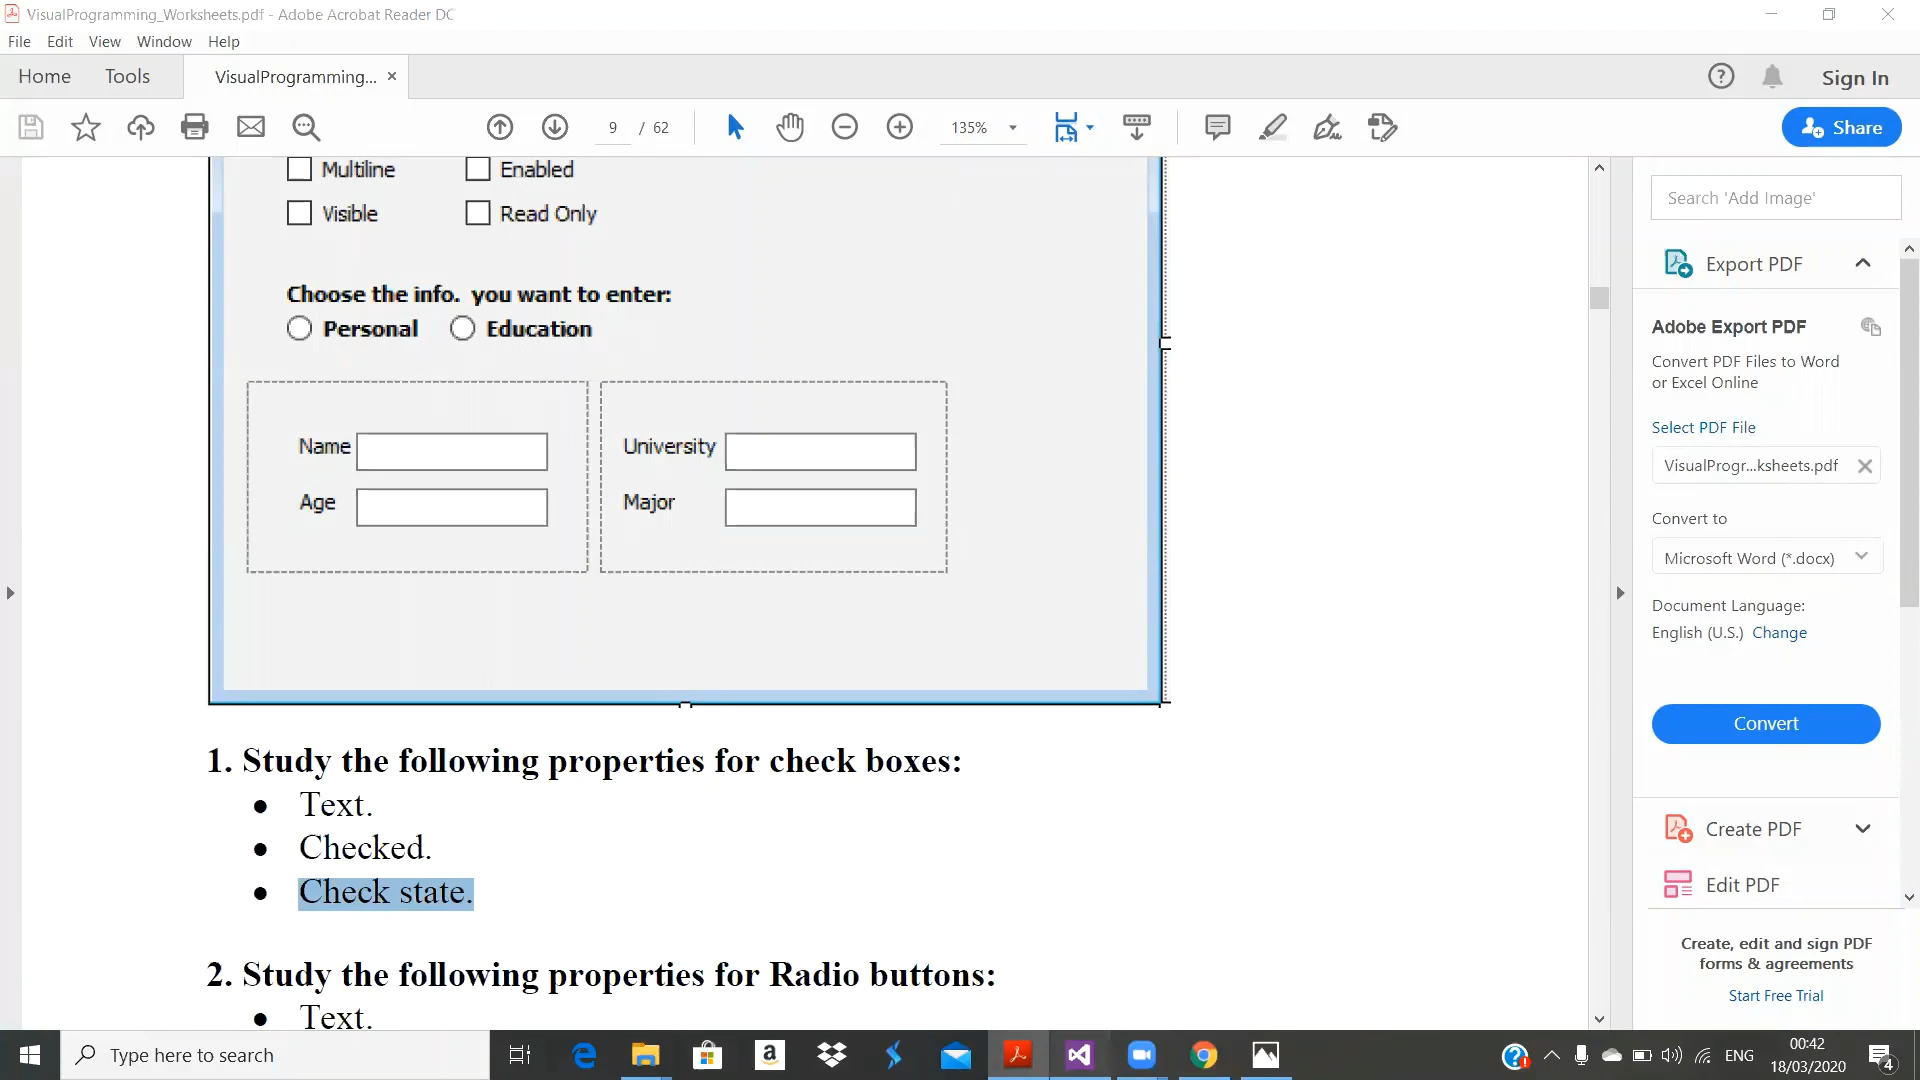 VisualProgramming_Worksheets.pdf - Adobe Acrobat Reader DC
File Edit View Window Help
Home Tools VisualProgramming... × Sign In
9 / 62 135% Share
Multiline Enabled
Visible Read Only
Choose the info. you want to enter:
Personal Education
Name University
Age Major
1. Study the following properties for check boxes:
• Text.
• Checked.
• Check state.
2. Study the following properties for Radio buttons:
• Text.
Search 'Add Image'
Export PDF
Adobe Export PDF
Convert PDF Files to Word
or Excel Online
Select PDF File
VisualProgr...ksheets.pdf
Convert to
Microsoft Word (*.docx)
Document Language:
English (U.S.) Change
Convert
Create PDF
Edit PDF
Create, edit and sign PDF
forms & agreements
Start Free Trial
Type here to search
ENG
00:42
18/03/2020
4